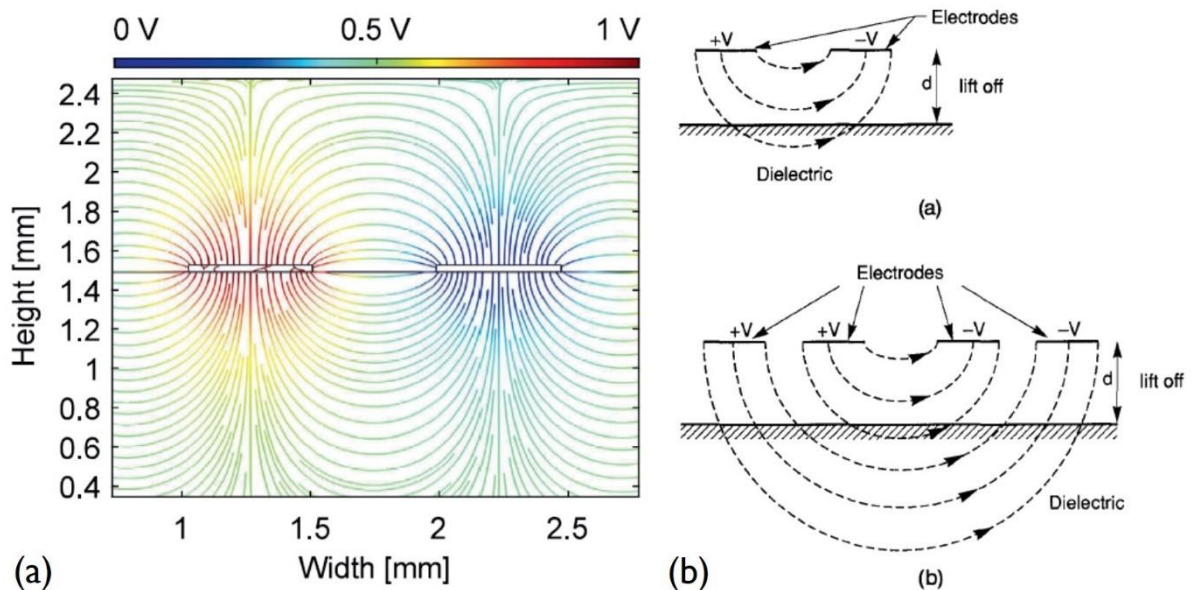 0 V 0.5 V 1 V
Height [mm]
2.4
2.2
2
1.8
1.6
1.4
1.2
1
0.8
0.6
0.4
1 1.5 2 2.5
Width [mm]
(a)
Electrodes
+V −V
d lift off
Dielectric
(a)
Electrodes
+V +V −V −V
d lift off
Dielectric
(b)
(b)